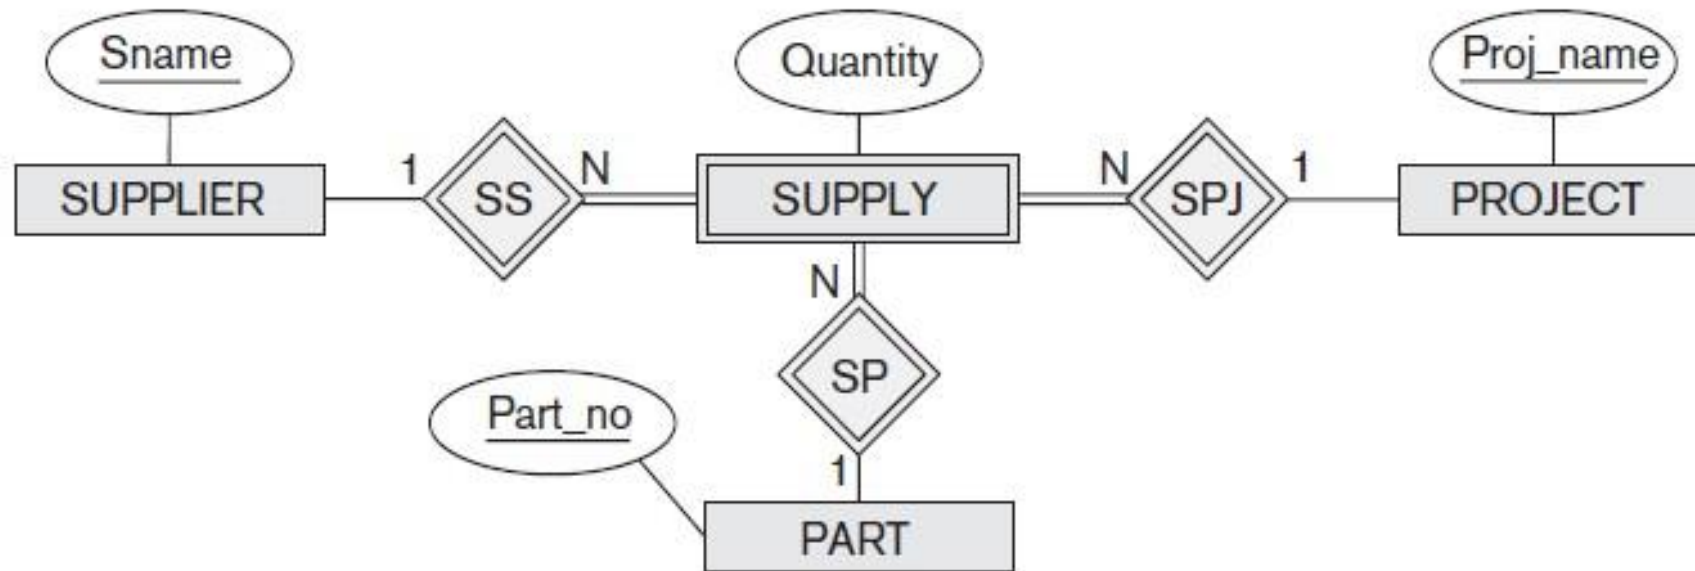 Sname
Quantity
Proj_name
SUPPLIER
1
SS
N
SUPPLY
N
SPJ
1
PROJECT
N
SP
Part_no
1
PART